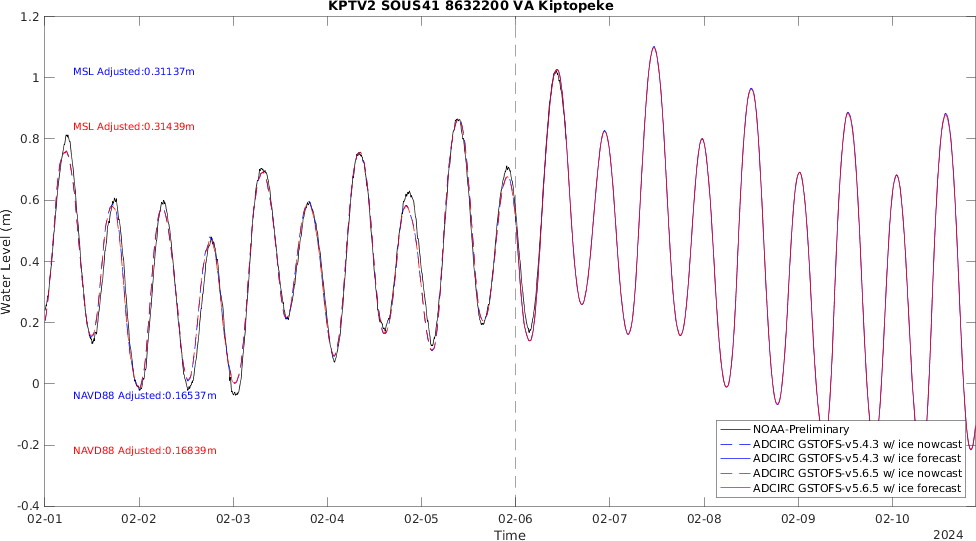 KPTV2 SOUS41 8632200 VA Kiptopeke
1.2
1
0.8
0.6
0.4
0.2
0
-0.2
-0.4
Water Level (m)
MSL Adjusted:0.31137m
MSL Adjusted:0.31439m
NAVD88 Adjusted:0.16537m
NAVD88 Adjusted:0.16839m
NOAA-Preliminary
ADCIRC GSTOFS-v5.4.3 w/ ice nowcast
ADCIRC GSTOFS-v5.4.3 w/ ice forecast
ADCIRC GSTOFS-v5.6.5 w/ ice nowcast
ADCIRC GSTOFS-v5.6.5 w/ ice forecast
02-01 02-02 02-03 02-04 02-05 02-06 02-07 02-08 02-09 02-10
Time
2024